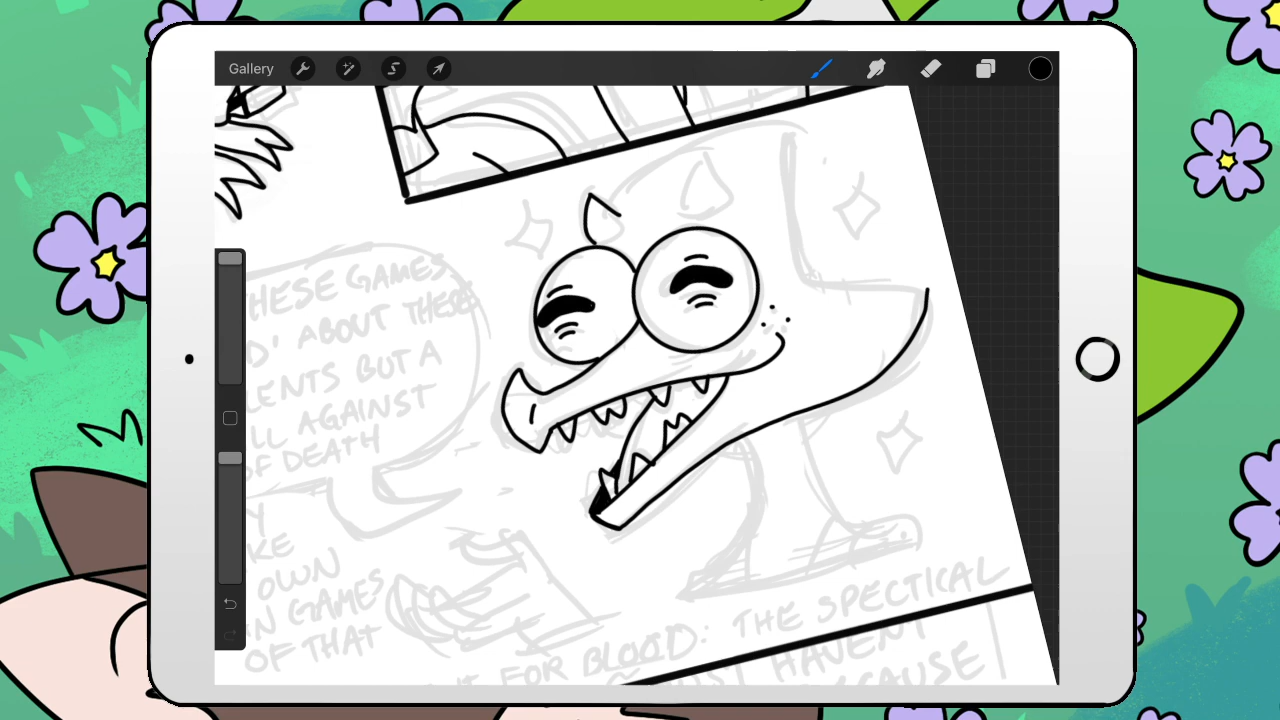 Gallery
HESE GAMES
D' ABOUT THESE
LENTS BUT A
LL AGAINST
OF DEATH
Y
KE
OWN
N GAMES
OF THAT
FOR BLOOD: THE SPECTICAL
HAVEN'T
CAUSE